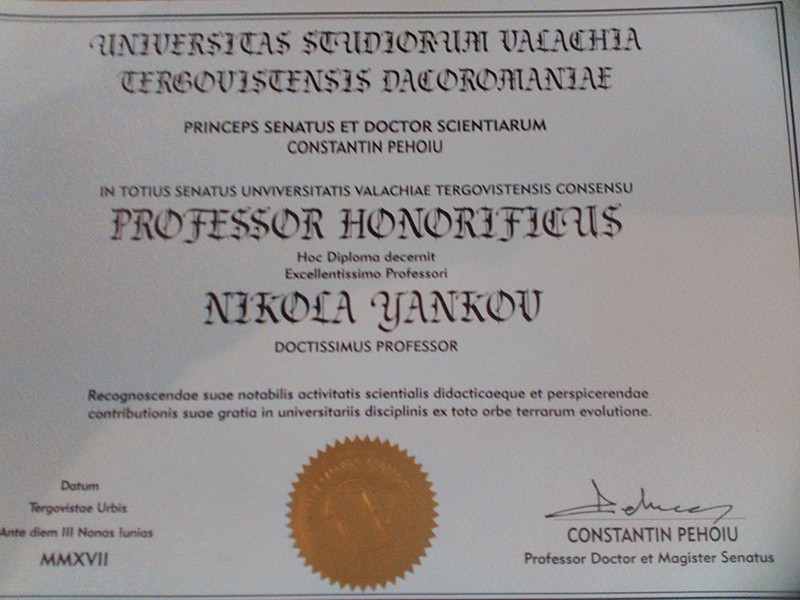 UNIVERSITAS STUDIORUM VALACHIA
TERGOVISTENSIS DACOROMANIAE
PRINCEPS SENATUS ET DOCTOR SCIENTIARUM
CONSTANTIN PEHOIU
IN TOTIUS SENATUS UNVIVERSITATIS VALACHIAE TERGOVISTENSIS CONSENSU
PROFESSOR HONORIFICUS
Hoc Diploma decernit
Excellentissimo Professori
NIKOLA YANKOV
DOCTISSIMUS PROFESSOR
Recognoscendae suae notabilis activitatis scientialis didacticaeque et perspicerendae
contributionis suae gratia in universitariis disciplinis ex toto orbe terrarum evolutione.
Datum
Tergovistae Urbis
Ante diem III Nonas Iunias
MMXVII
CONSTANTIN PEHOIU
Professor Doctor et Magister Senatus